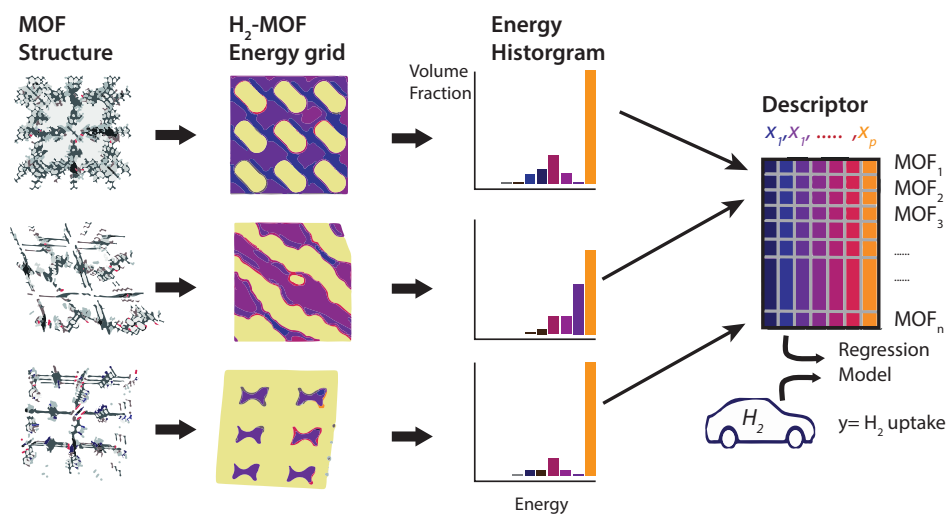 MOF
Structure
H₂-MOF
Energy grid
Energy
Historgram
Volume
Fraction
Descriptor
x₁,x₁, ..... ,xₚ
MOF₁
MOF₂
MOF₃
......
......
MOFₙ
Regression
Model
H₂
y= H₂ uptake
Energy